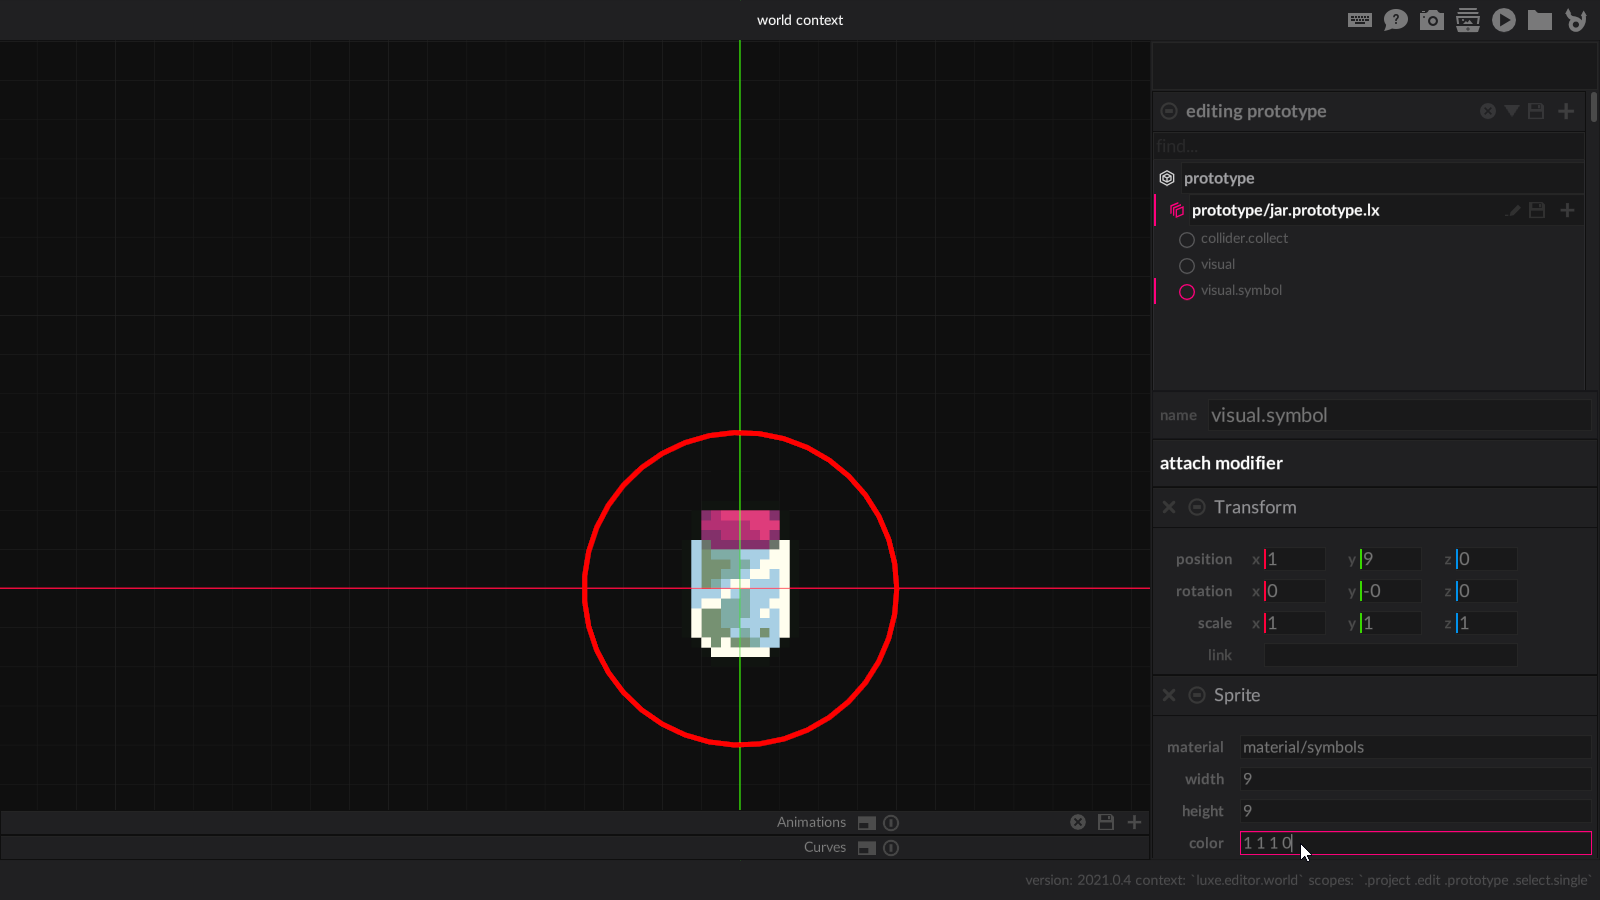 world context
editing prototype
find...
prototype
prototype/jar.prototype.lx
collider.collect
visual
visual.symbol
name visual.symbol
attach modifier
Transform
position x 1 y 9 z 0
rotation x 0 y -0 z 0
scale x 1 y 1 z 1
link
Sprite
material material/symbols
width 9
height 9
color 1 1 1 0
Animations
Curves
version: 2021.0.4 context: `luxe.editor.world` scopes: `.project .edit .prototype .select.single`